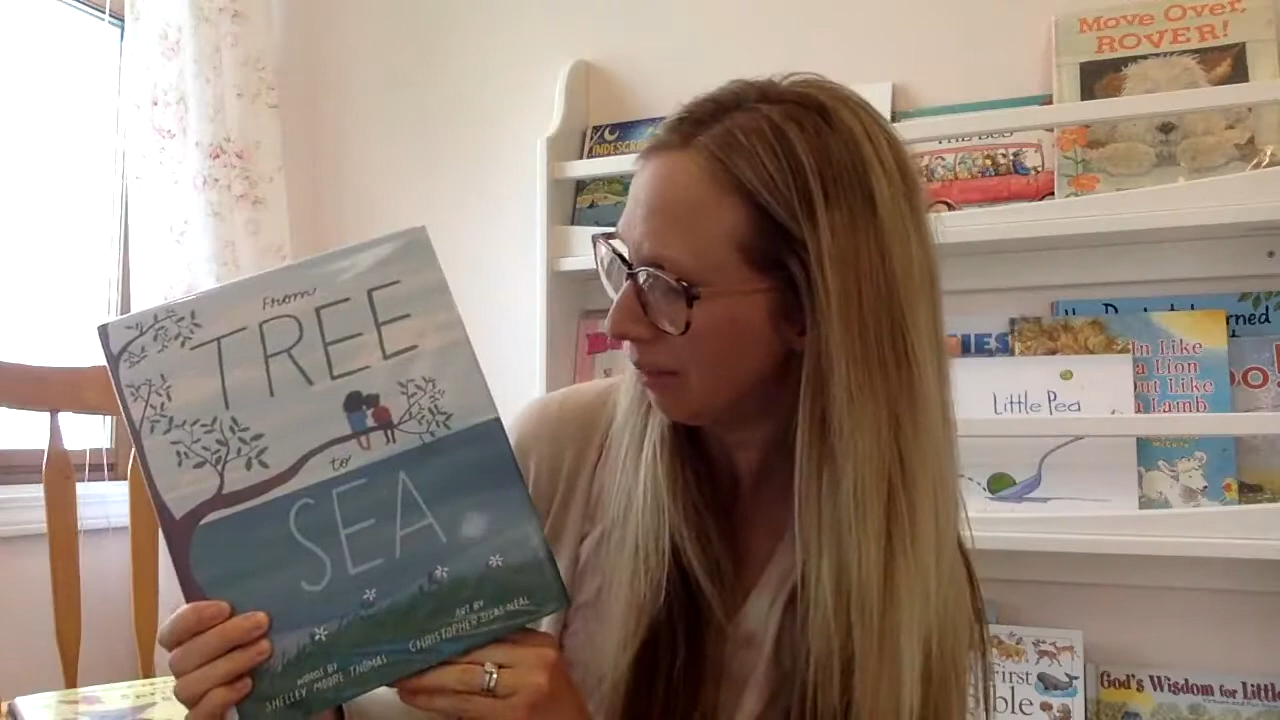 From
TREE
to
SEA
WORDS BY
SHELLEY MOORE THOMAS
ART BY
CHRISTOPHER SILAS NEAL
Move Over,
ROVER!
Little Pea
In Like
a Lion
Out Like
a Lamb
First
Bible
God's Wisdom for Little